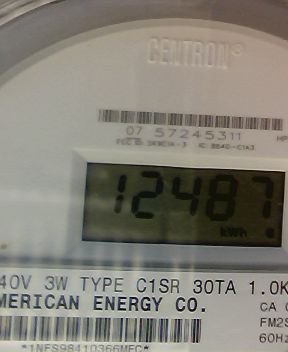 CENTRON®
07 57245311
12487
kWh
40V 3W TYPE C1SR 30TA 1.0K
MERICAN ENERGY CO.
CA
FM2S
60Hz
*1NFS98410366MFC*